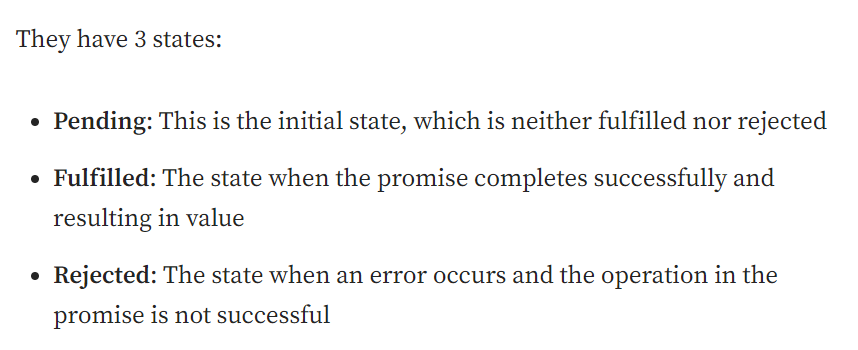 They have 3 states:
• Pending: This is the initial state, which is neither fulfilled nor rejected
• Fulfilled: The state when the promise completes successfully and
resulting in value
• Rejected: The state when an error occurs and the operation in the
promise is not successful